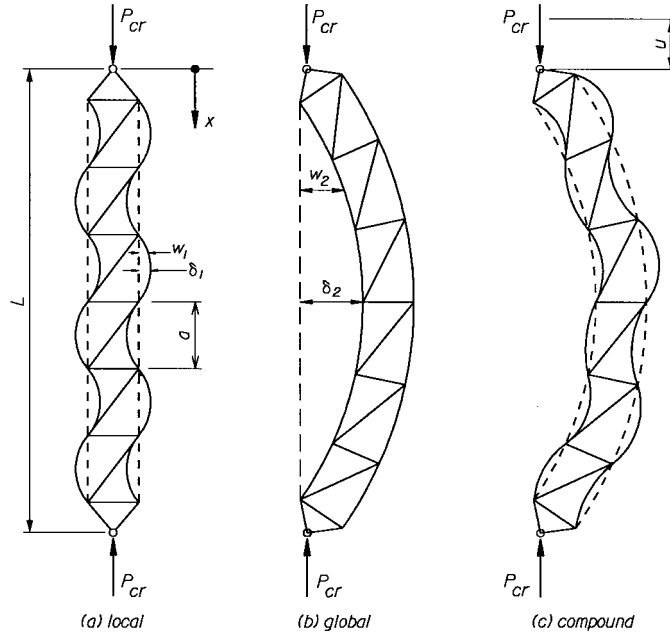 P_cr P_cr P_cr
u
x
L
w_1
δ_1
a
w_2
δ_2
P_cr P_cr P_cr
(a) local (b) global (c) compound